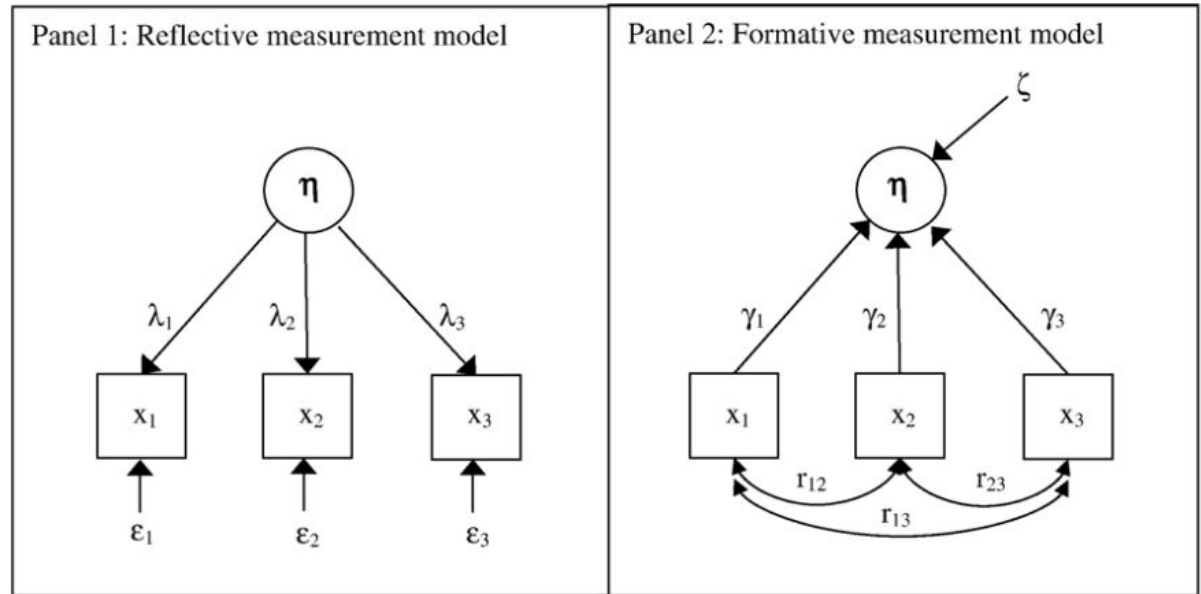 Panel 1: Reflective measurement model
η
λ₁ λ₂ λ₃
x₁ x₂ x₃
ε₁ ε₂ ε₃
Panel 2: Formative measurement model
ζ
η
γ₁ γ₂ γ₃
x₁ x₂ x₃
r₁₂ r₂₃
r₁₃